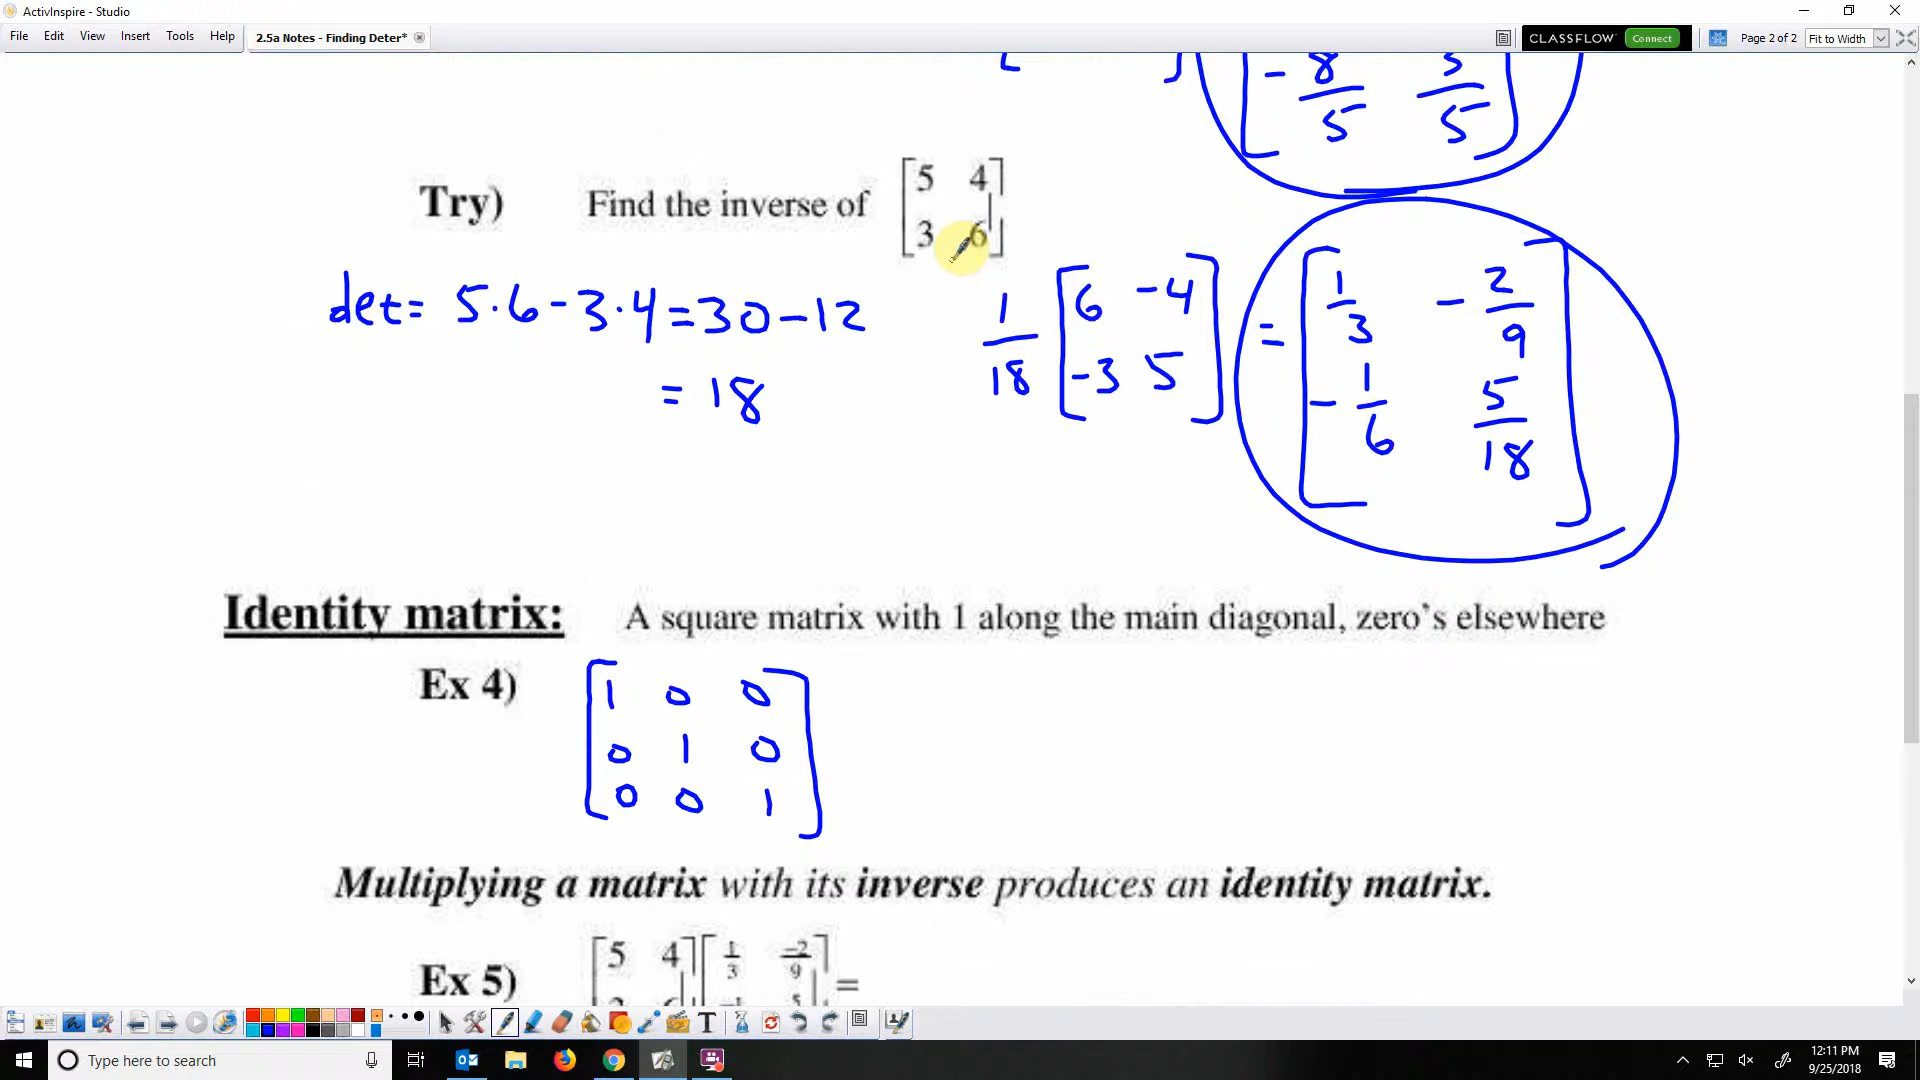 ActivInspire - Studio
File Edit View Insert Tools Help 2.5a Notes - Finding Deter* CLASSFLOW Connect Page 2 of 2 Fit to Width
- 8/5 3/5
Try) Find the inverse of [5 4
3 6]
det = 5·6 - 3·4 = 30 - 12
= 18
1/18 [6 -4
-3 5] = [1/3 - 2/9
- 1/6 5/18]
Identity matrix: A square matrix with 1 along the main diagonal, zero's elsewhere
Ex 4) [1 0 0
0 1 0
0 0 1]
Multiplying a matrix with its inverse produces an identity matrix.
Ex 5) [5 4] [1/3 -2/9] =
Type here to search
12:11 PM
9/25/2018